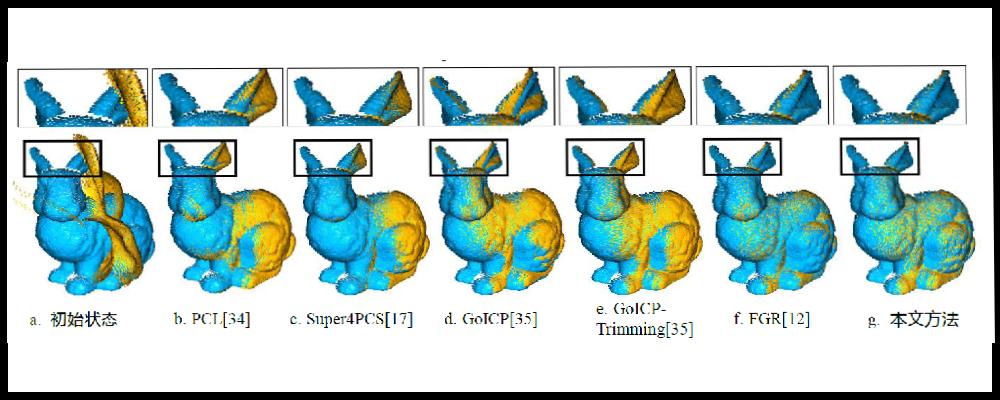 a. 初始状态
b. PCL[34]
c. Super4PCS[17]
d. GoICP[35]
e. GoICP-
Trimming[35]
f. FGR[12]
g. 本文方法